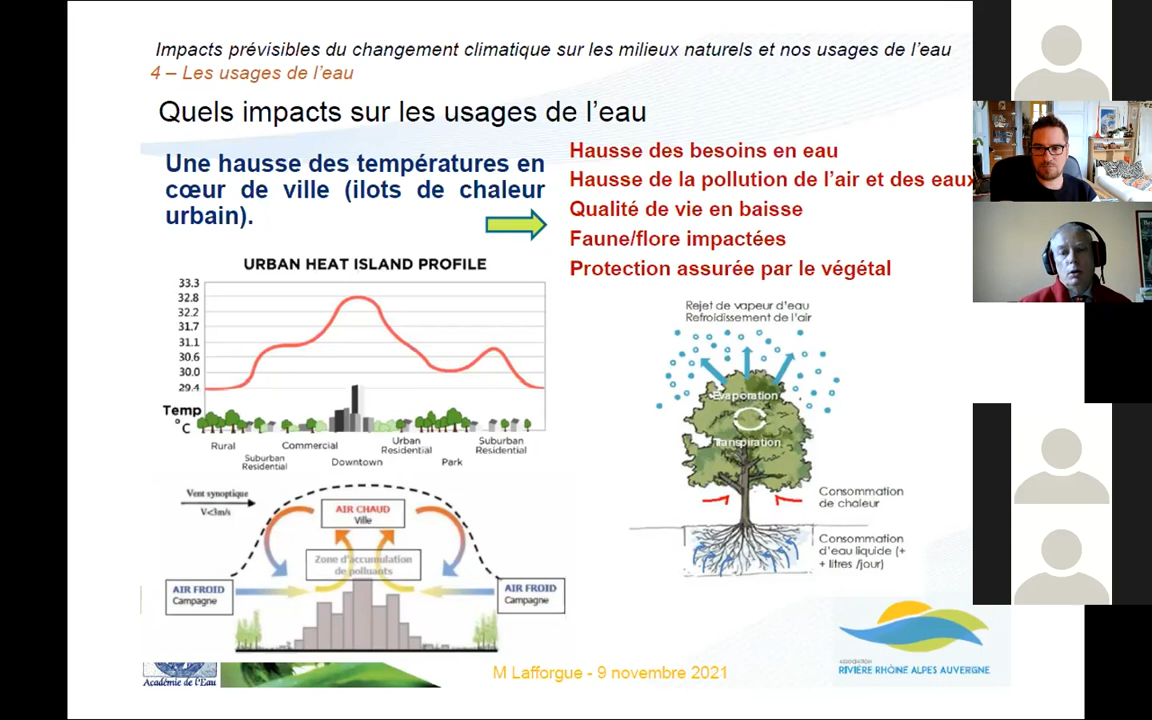 Impacts prévisibles du changement climatique sur les milieux naturels et nos usages de l'eau
4 – Les usages de l'eau
Quels impacts sur les usages de l'eau
Une hausse des températures en
cœur de ville (ilots de chaleur
urbain).
Hausse des besoins en eau
Hausse de la pollution de l'air et des eaux
Qualité de vie en baisse
Faune/flore impactées
Protection assurée par le végétal
URBAN HEAT ISLAND PROFILE
33.3
32.8
32.2
31.7
31.1
30.6
30.0
29.4
Temp
°C
Rural
Suburban
Residential
Commercial
Downtown
Urban
Residential
Park
Suburban
Residential
Rejet de vapeur d'eau
Refroidissement de l'air
Evaporation
Transpiration
Consommation
de chaleur
Consommation
d'eau liquide (+
+ litres /jour)
Vent synoptique
V<3m/s
AIR CHAUD
Ville
Zone d'accumulation
de polluants
AIR FROID
Campagne
AIR FROID
Campagne
Académie de l'Eau
M Lafforgue - 9 novembre 2021
ASSOCIATION
RIVIÈRE RHÔNE ALPES AUVERGNE